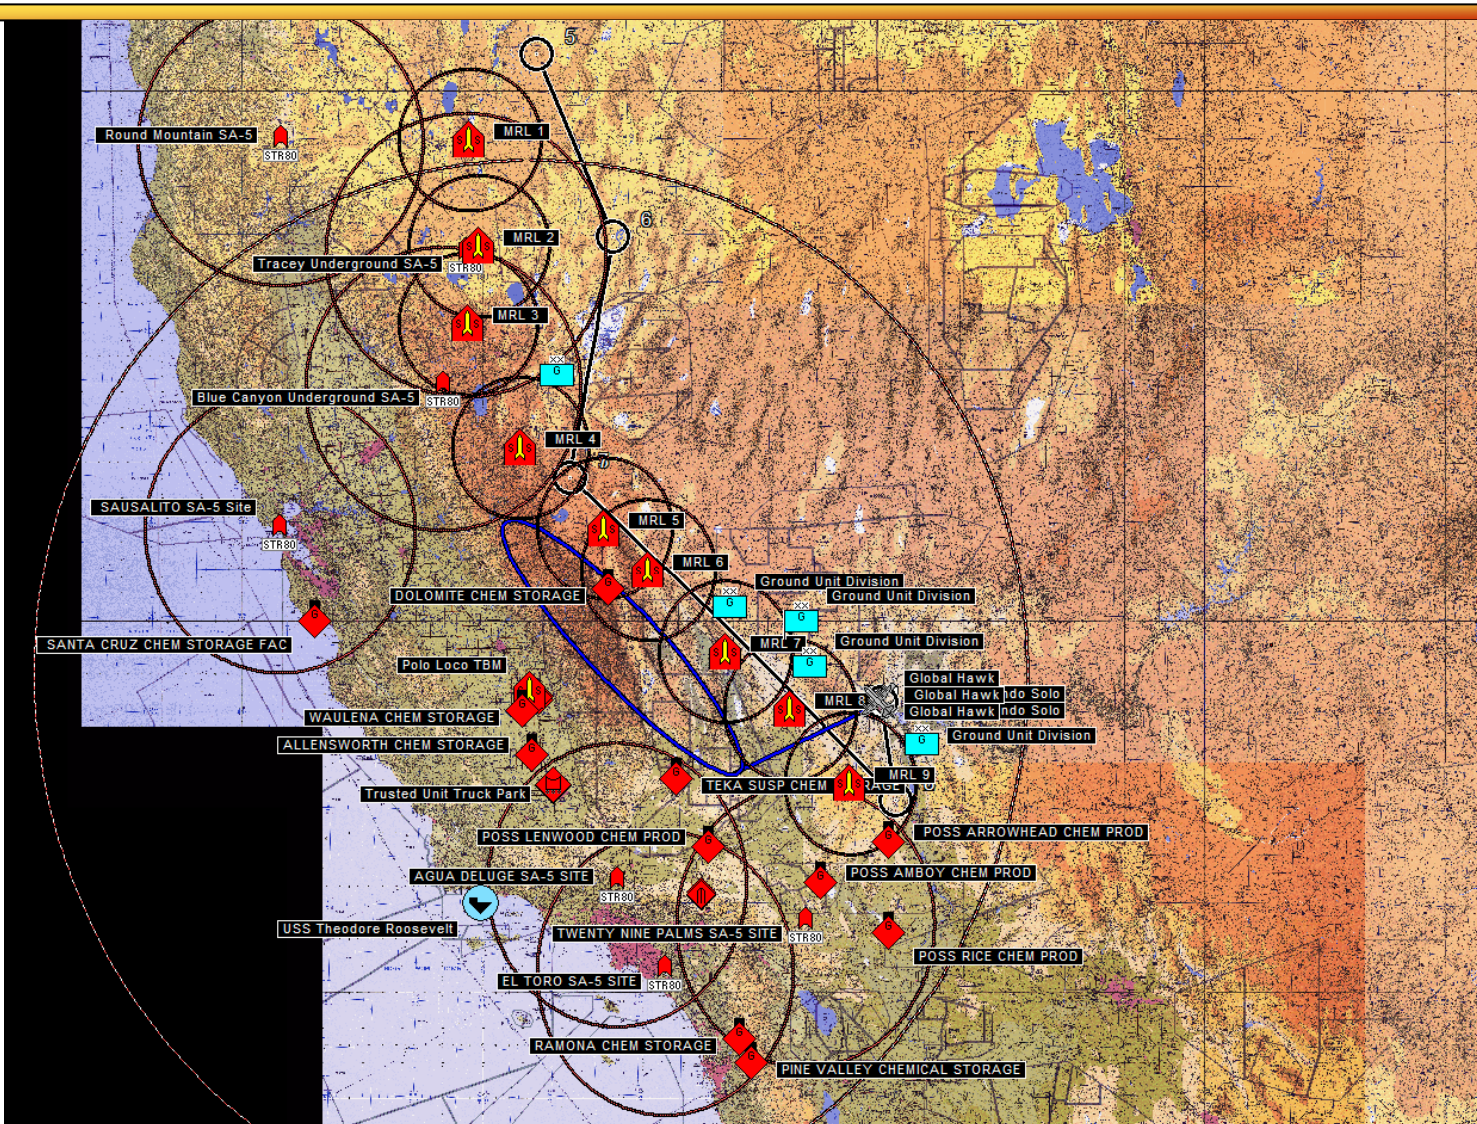 5
MRL 1
Round Mountain SA-5
STR80
6
MRL 2
Tracey Underground SA-5
STR80
MRL 3
XX
G
Blue Canyon Underground SA-5
STR80
MRL 4
SAUSALITO SA-5 Site
STR80
MRL 5
MRL 6
DOLOMITE CHEM STORAGE
G
Ground Unit Division
XX
G
Ground Unit Division
XX
G
SANTA CRUZ CHEM STORAGE FAC
G
MRL 7
Ground Unit Division
XX
G
Polo Loco TBM
Global Hawk
Global Hawk
ndo Solo
Global Hawk
ndo Solo
MRL 8
WAULENA CHEM STORAGE
G
XX
G
Ground Unit Division
ALLENSWORTH CHEM STORAGE
G
TEKA SUSP CHEM
RAGE
G
MRL 9
Trusted Unit Truck Park
POSS LENWOOD CHEM PROD
G
POSS ARROWHEAD CHEM PROD
G
AGUA DELUGE SA-5 SITE
STR80
POSS AMBOY CHEM PROD
G
USS Theodore Roosevelt
TWENTY NINE PALMS SA-5 SITE
STR80
POSS RICE CHEM PROD
G
EL TORO SA-5 SITE
STR80
RAMONA CHEM STORAGE
G
PINE VALLEY CHEMICAL STORAGE
G